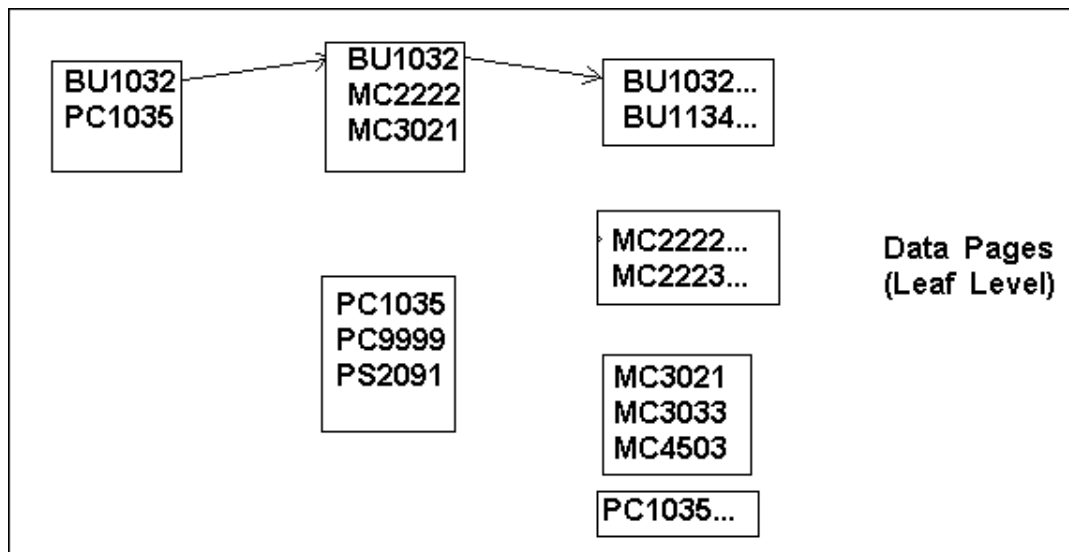 BU1032
PC1035
BU1032
MC2222
MC3021
PC1035
PC9999
PS2091
BU1032...
BU1134...
MC2222...
MC2223...
MC3021
MC3033
MC4503
PC1035...
Data Pages
(Leaf Level)